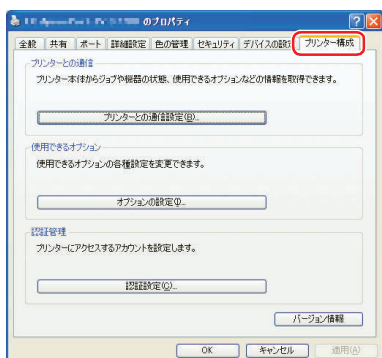 のプロパティ
全般 共有 ポート 詳細設定 色の管理 セキュリティ デバイスの設定 プリンター構成
プリンターとの通信
プリンター本体からジョブや機器の状態、使用できるオプションなどの情報を取得できます。
プリンターとの通信設定(B)...
使用できるオプション
使用できるオプションの各種設定を変更できます。
オプションの設定
認証管理
プリンターにアクセスするアカウントを設定します。
認証設定
バージョン情報
OK キャンセル 適用(A)